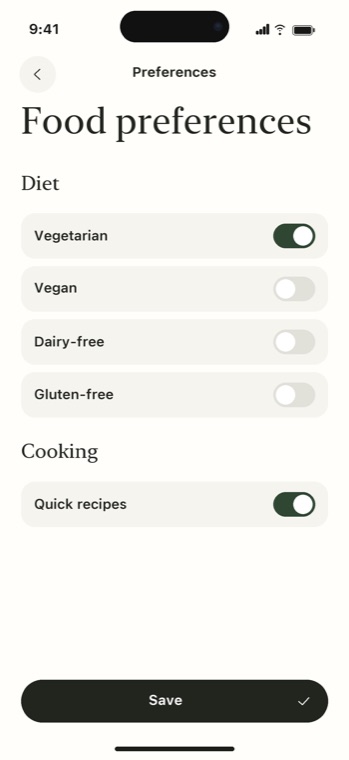 9:41
Preferences
Food preferences
Diet
Vegetarian
Vegan
Dairy-free
Gluten-free
Cooking
Quick recipes
Save